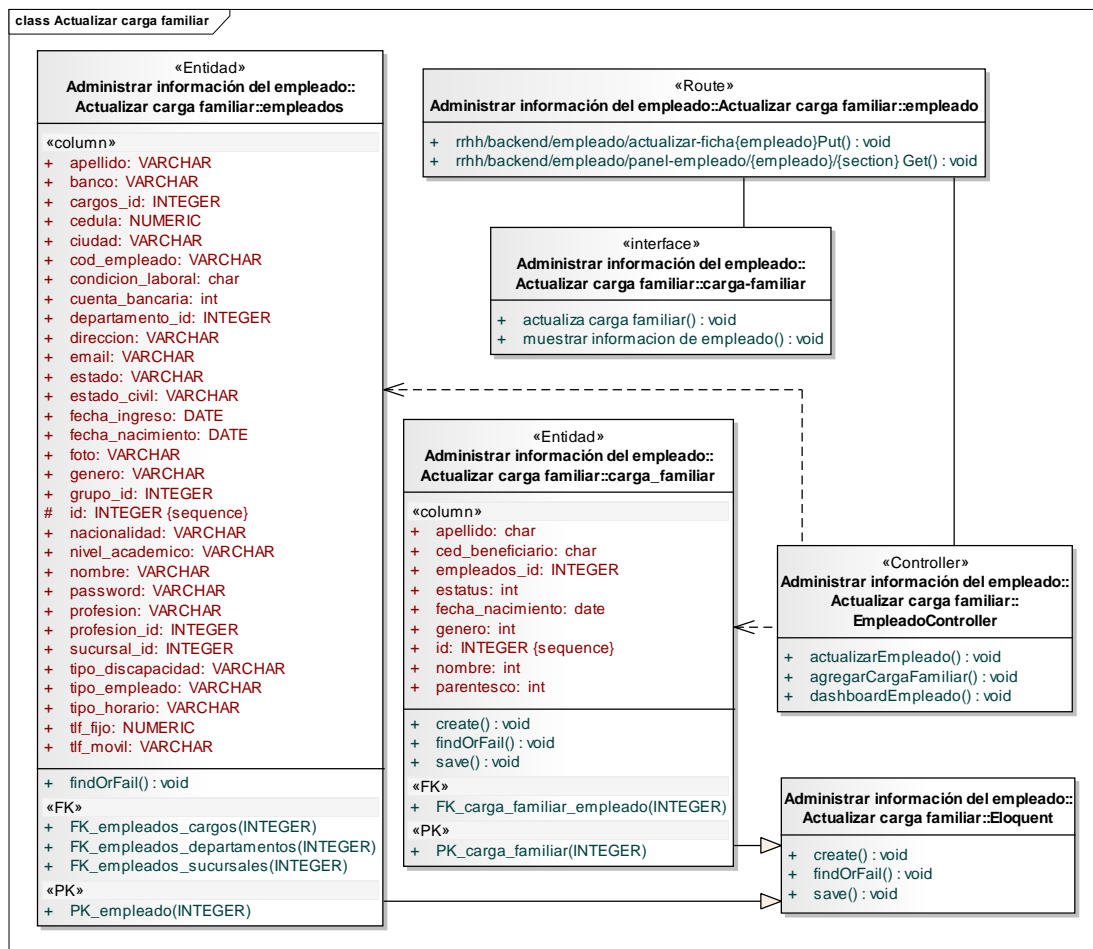 class Actualizar carga familiar
«Entidad»
Administrar información del empleado::
Actualizar carga familiar::empleados
«column»
+ apellido: VARCHAR
+ banco: VARCHAR
+ cargos_id: INTEGER
+ cedula: NUMERIC
+ ciudad: VARCHAR
+ cod_empleado: VARCHAR
+ condicion_laboral: char
+ cuenta_bancaria: int
+ departamento_id: INTEGER
+ direccion: VARCHAR
+ email: VARCHAR
+ estado: VARCHAR
+ estado_civil: VARCHAR
+ fecha_ingreso: DATE
+ fecha_nacimiento: DATE
+ foto: VARCHAR
+ genero: VARCHAR
+ grupo_id: INTEGER
# id: INTEGER {sequence}
+ nacionalidad: VARCHAR
+ nivel_academico: VARCHAR
+ nombre: VARCHAR
+ password: VARCHAR
+ profesion: VARCHAR
+ profesion_id: INTEGER
+ sucursal_id: INTEGER
+ tipo_discapacidad: VARCHAR
+ tipo_empleado: VARCHAR
+ tipo_horario: VARCHAR
+ tlf_fijo: NUMERIC
+ tlf_movil: VARCHAR
+ findOrFail() : void
«FK»
+ FK_empleados_cargos(INTEGER)
+ FK_empleados_departamentos(INTEGER)
+ FK_empleados_sucursales(INTEGER)
«PK»
+ PK_empleado(INTEGER)
«Route»
Administrar información del empleado::Actualizar carga familiar::empleado
+ rrhh/backend/empleado/actualizar-ficha{empleado}Put() : void
+ rrhh/backend/empleado/panel-empleado/{empleado}/{section} Get() : void
«interface»
Administrar información del empleado::
Actualizar carga familiar::carga-familiar
+ actualiza carga familiar() : void
+ muestrar informacion de empleado() : void
«Entidad»
Administrar información del empleado::
Actualizar carga familiar::carga_familiar
«column»
+ apellido: char
+ ced_beneficiario: char
+ empleados_id: INTEGER
+ estatus: int
+ fecha_nacimiento: date
+ genero: int
+ id: INTEGER {sequence}
+ nombre: int
+ parentesco: int
+ create() : void
+ findOrFail() : void
+ save() : void
«FK»
+ FK_carga_familiar_empleado(INTEGER)
«PK»
+ PK_carga_familiar(INTEGER)
«Controller»
Administrar información del empleado::
Actualizar carga familiar::
EmpleadoController
+ actualizarEmpleado() : void
+ agregarCargaFamiliar() : void
+ dashboardEmpleado() : void
Administrar información del empleado::
Actualizar carga familiar::Eloquent
+ create() : void
+ findOrFail() : void
+ save() : void